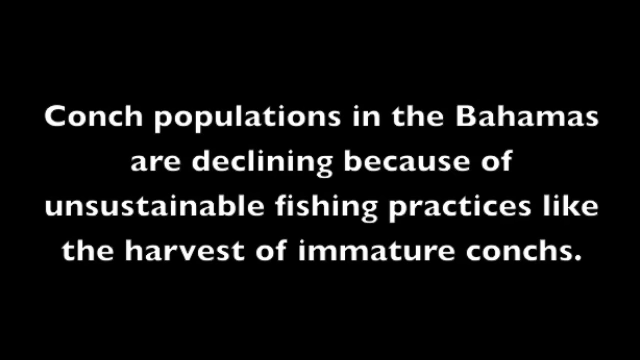 Conch populations in the Bahamas
are declining because of
unsustainable fishing practices like
the harvest of immature conchs.